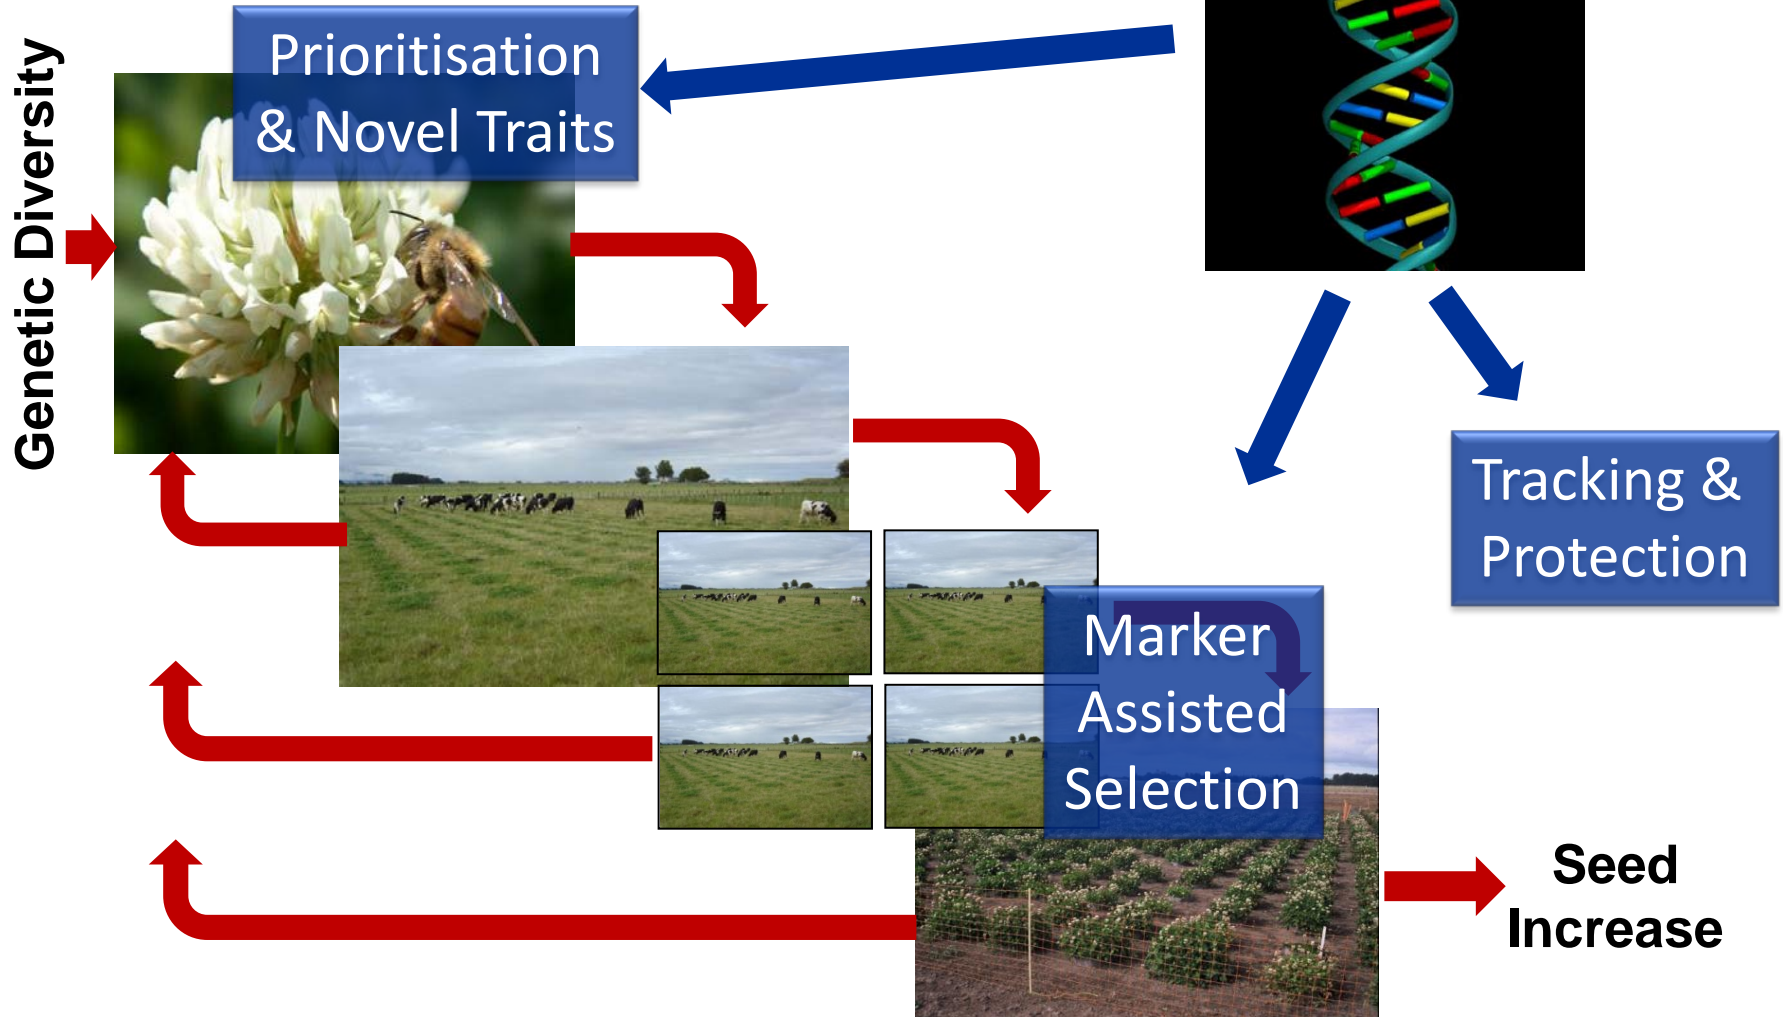 Genetic Diversity
Prioritisation
& Novel Traits
Tracking &
Protection
Marker
Assisted
Selection
Seed
Increase